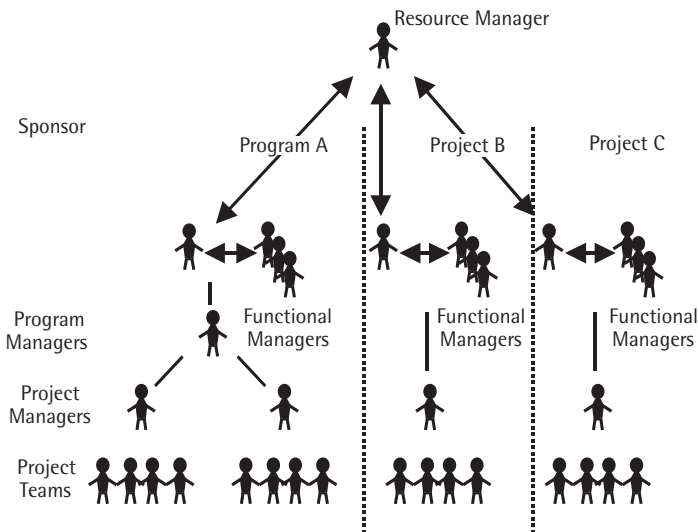 Resource Manager
Sponsor
Program A
Project B
Project C
Program
Managers
Functional
Managers
Functional
Managers
Functional
Managers
Project
Managers
Project
Teams